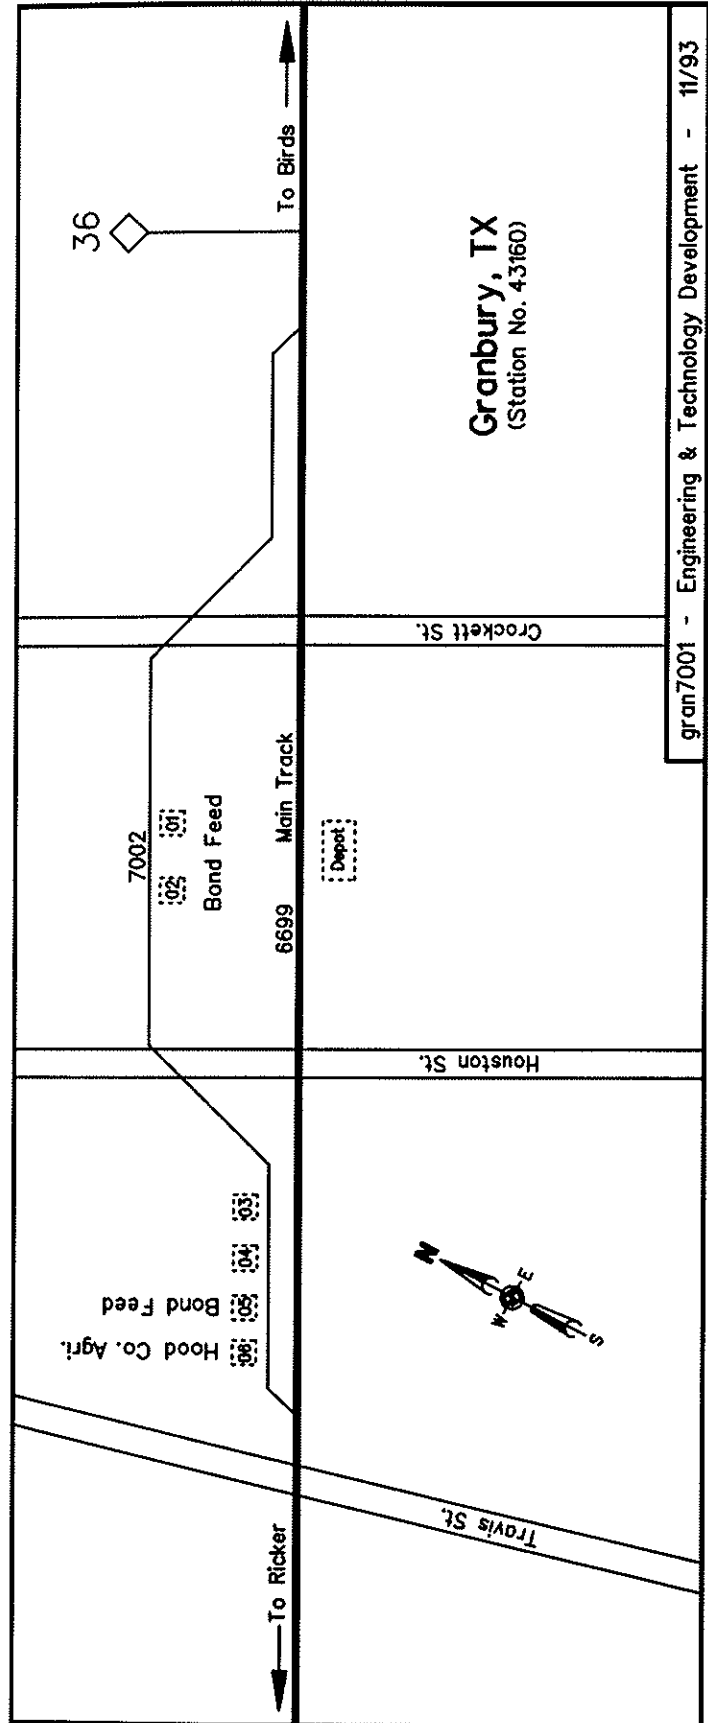 36
To Birds
Granbury, TX
(Station No. 43160)
gran7001 - Engineering & Technology Development - 11/93
Crockett St.
7002
01
02
Bond Feed
Main Track
6699
Depot
Houston St.
03
04
05
Bond Feed
06
Hood Co. Agri.
N
E
W
S
Travis St.
To Ricker